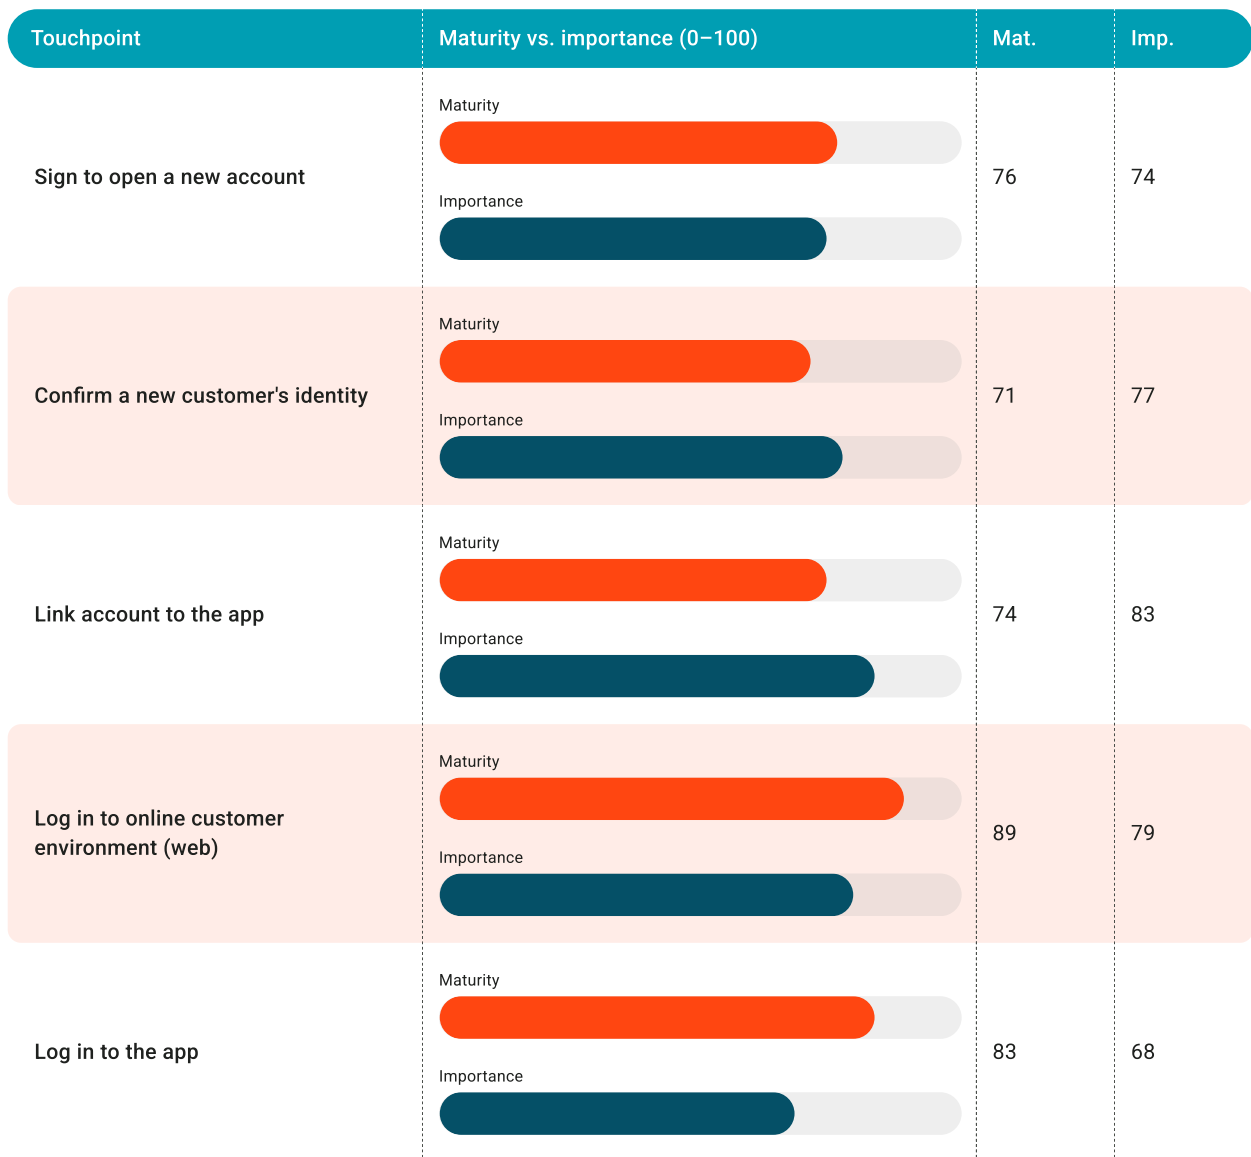 Touchpoint
Maturity vs. importance (0–100)
Mat.
Imp.
Sign to open a new account
Maturity
Importance
76
74
Confirm a new customer's identity
Maturity
Importance
71
77
Link account to the app
Maturity
Importance
74
83
Log in to online customer
environment (web)
Maturity
Importance
89
79
Log in to the app
Maturity
Importance
83
68